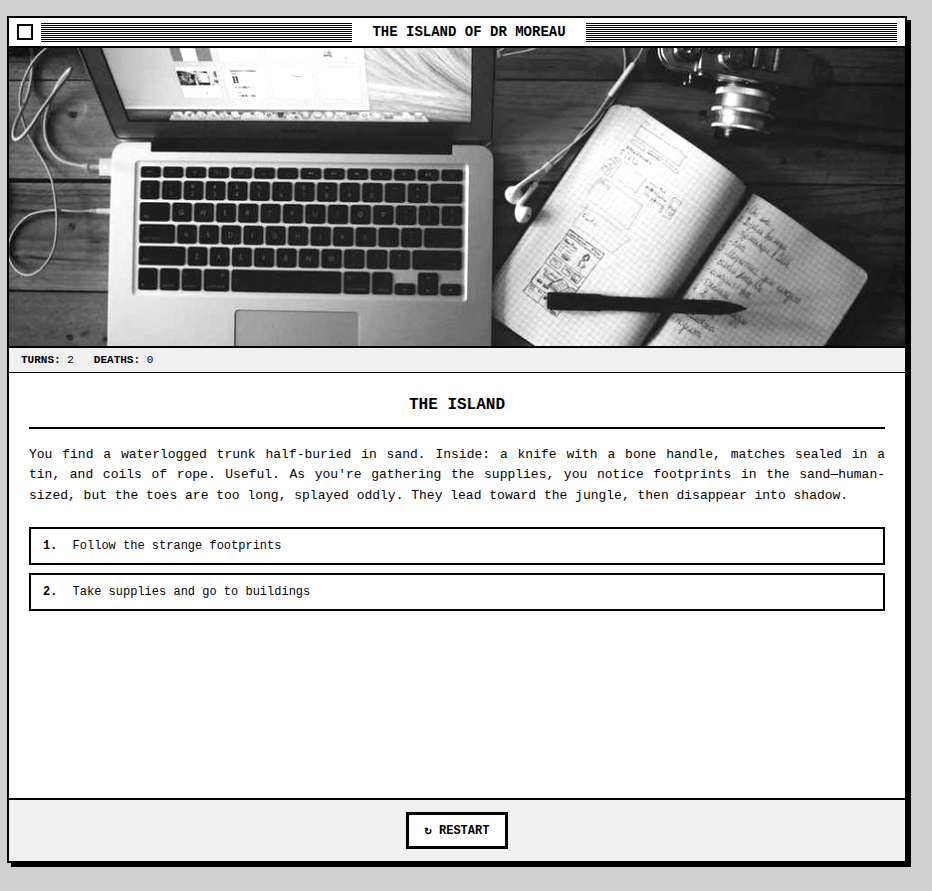 THE ISLAND OF DR MOREAU
TURNS: 2 DEATHS: 0
THE ISLAND
You find a waterlogged trunk half-buried in sand. Inside: a knife with a bone handle, matches sealed in a
tin, and coils of rope. Useful. As you're gathering the supplies, you notice footprints in the sand—human-
sized, but the toes are too long, splayed oddly. They lead toward the jungle, then disappear into shadow.
1. Follow the strange footprints
2. Take supplies and go to buildings
↻ RESTART